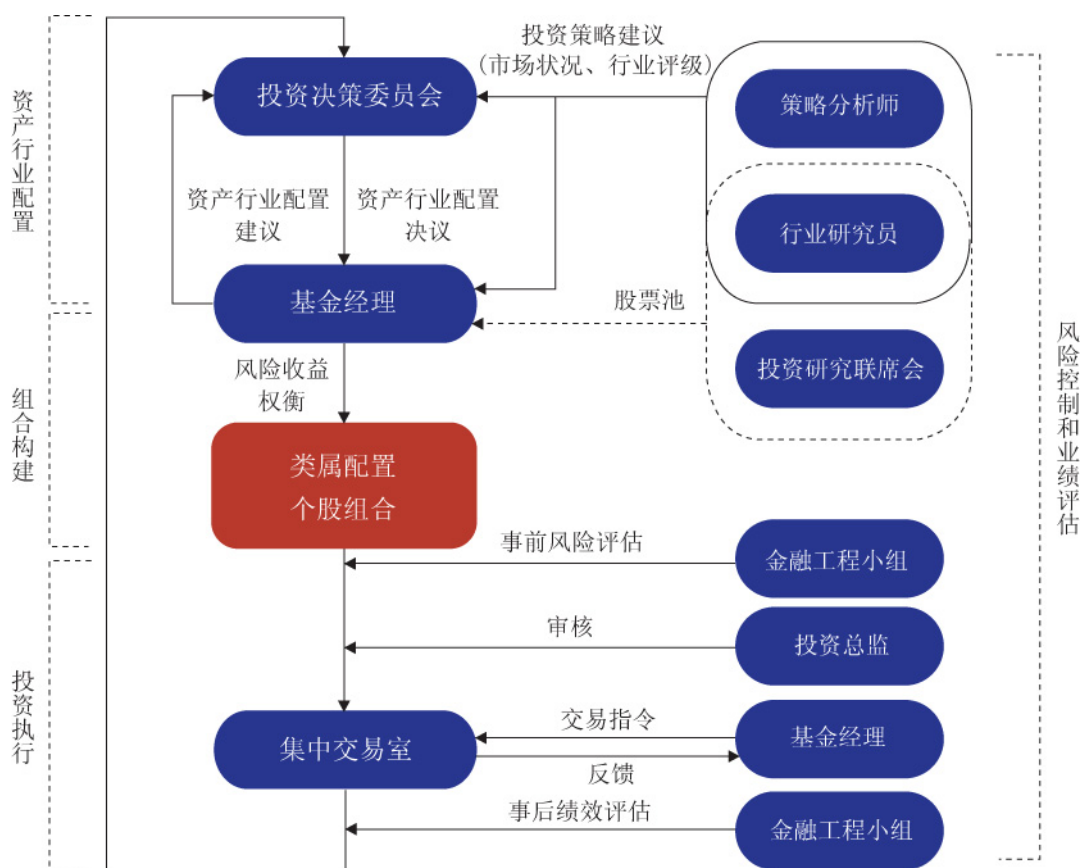 投资策略建议
(市场状况、行业评级)
投资决策委员会
策略分析师
资产行业配置
资产行业配置
建议
资产行业配置
决议
行业研究员
基金经理
股票池
投资研究联席会
风险收益
权衡
组合构建
类属配置
个股组合
风险控制和业绩评估
事前风险评估
金融工程小组
审核
投资总监
投资执行
集中交易室
交易指令
反馈
基金经理
事后绩效评估
金融工程小组